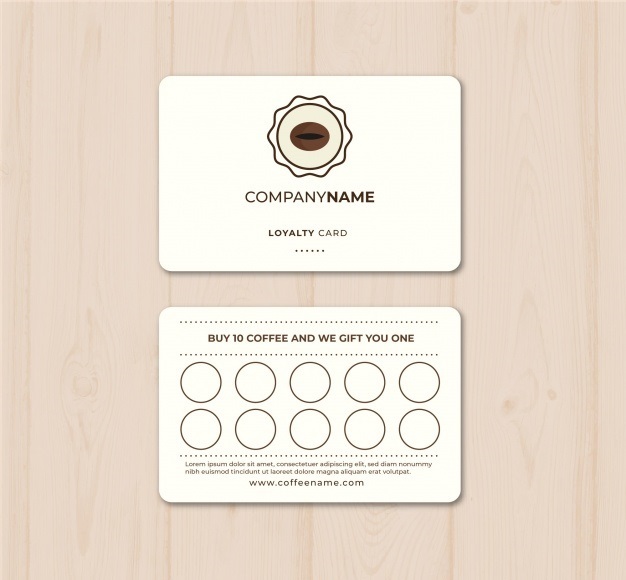 COMPANYNAME
LOYALTY CARD
BUY 10 COFFEE AND WE GIFT YOU ONE
Lorem ipsum dolor sit amet, consectetuer adipiscing elit, sed diam nonummy
nibh euismod tincidunt ut laoreet dolore magna aliquam erat volutpat.
www.coffeename.com